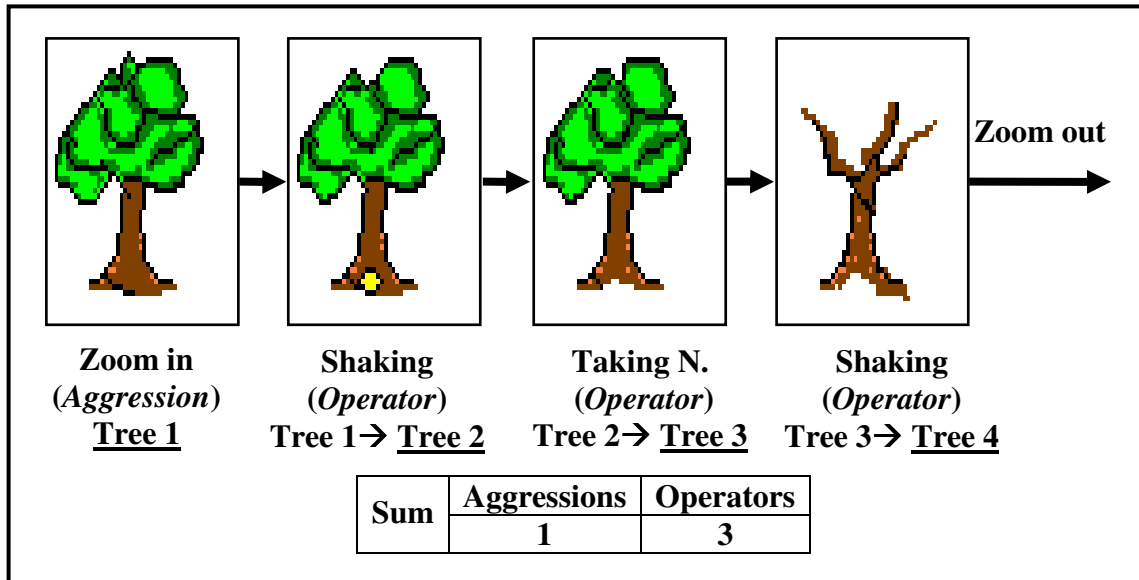 Zoom out
Zoom in
(Aggression)
Tree 1
Shaking
(Operator)
Tree 1→ Tree 2
Taking N.
(Operator)
Tree 2→ Tree 3
Shaking
(Operator)
Tree 3→ Tree 4
Sum Aggressions Operators
1 3